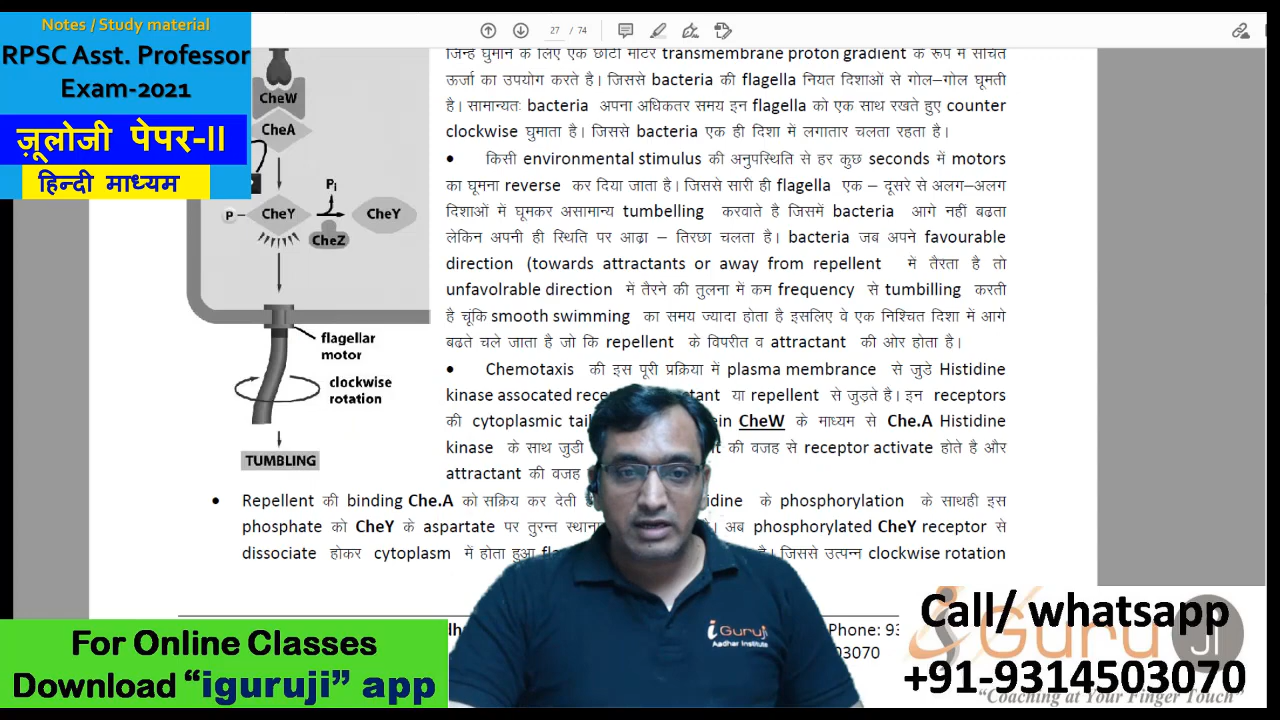 Notes / Study material
RPSC Asst. Professor
Exam-2021
ज़ूलोजी पेपर-II
हिन्दी माध्यम
27 / 74
CheW
CheA
Pi
P
CheY
CheY
CheZ
flagellar
motor
clockwise
rotation
TUMBLING
जिन्हें घुमाने के लिए एक छोटी मोटर transmembrane proton gradient के रूप में संचित
ऊर्जा का उपयोग करते है। जिससे bacteria की flagella नियत दिशाओं से गोल–गोल घूमती
है। सामान्यतः bacteria अपना अधिकतर समय इन flagella को एक साथ रखते हुए counter
clockwise घुमाता है। जिससे bacteria एक ही दिशा में लगातार चलता रहता है।
• किसी environmental stimulus की अनुपस्थिति से हर कुछ seconds में motors
का घूमना reverse कर दिया जाता है। जिससे सारी ही flagella एक – दूसरे से अलग–अलग
दिशाओं में घूमकर असामान्य tumbelling करवाते है जिसमें bacteria आगे नहीं बढता
लेकिन अपनी ही स्थिति पर आढ़ा – तिरछा चलता है। bacteria जब अपने favourable
direction (towards attractants or away from repellent में तैरता है तो
unfavolrable direction में तैरने की तुलना में कम frequency से tumbilling करती
है चूंकि smooth swimming का समय ज्यादा होता है इसलिए वे एक निश्चित दिशा में आगे
बढते चले जाता है जो कि repellent के विपरीत व attractant की ओर होता है।
• Chemotaxis की इस पूरी प्रक्रिया में plasma membrance से जुडे Histidine
kinase assocated या repellent से जुड़ते है। इन receptors
की cytoplasmic CheW के माध्यम से Che.A Histidine
kinase के साथ जुडी की वजह से receptor activate होते है और
attractant की वजह
• Repellent की binding Che.A को सक्रिय कर देती के phosphorylation के साथही इस
phosphate को CheY के aspartate पर तुरन्त अब phosphorylated CheY receptor से
dissociate होकर cytoplasm में होता हुआ जिससे उत्पन्न clockwise rotation
Phone: 93
03070
iGuruji
Aadhar Institute
For Online Classes
Download “iguruji” app
Call/ whatsapp
+91-9314503070
“Coaching at Your Finger Touch”